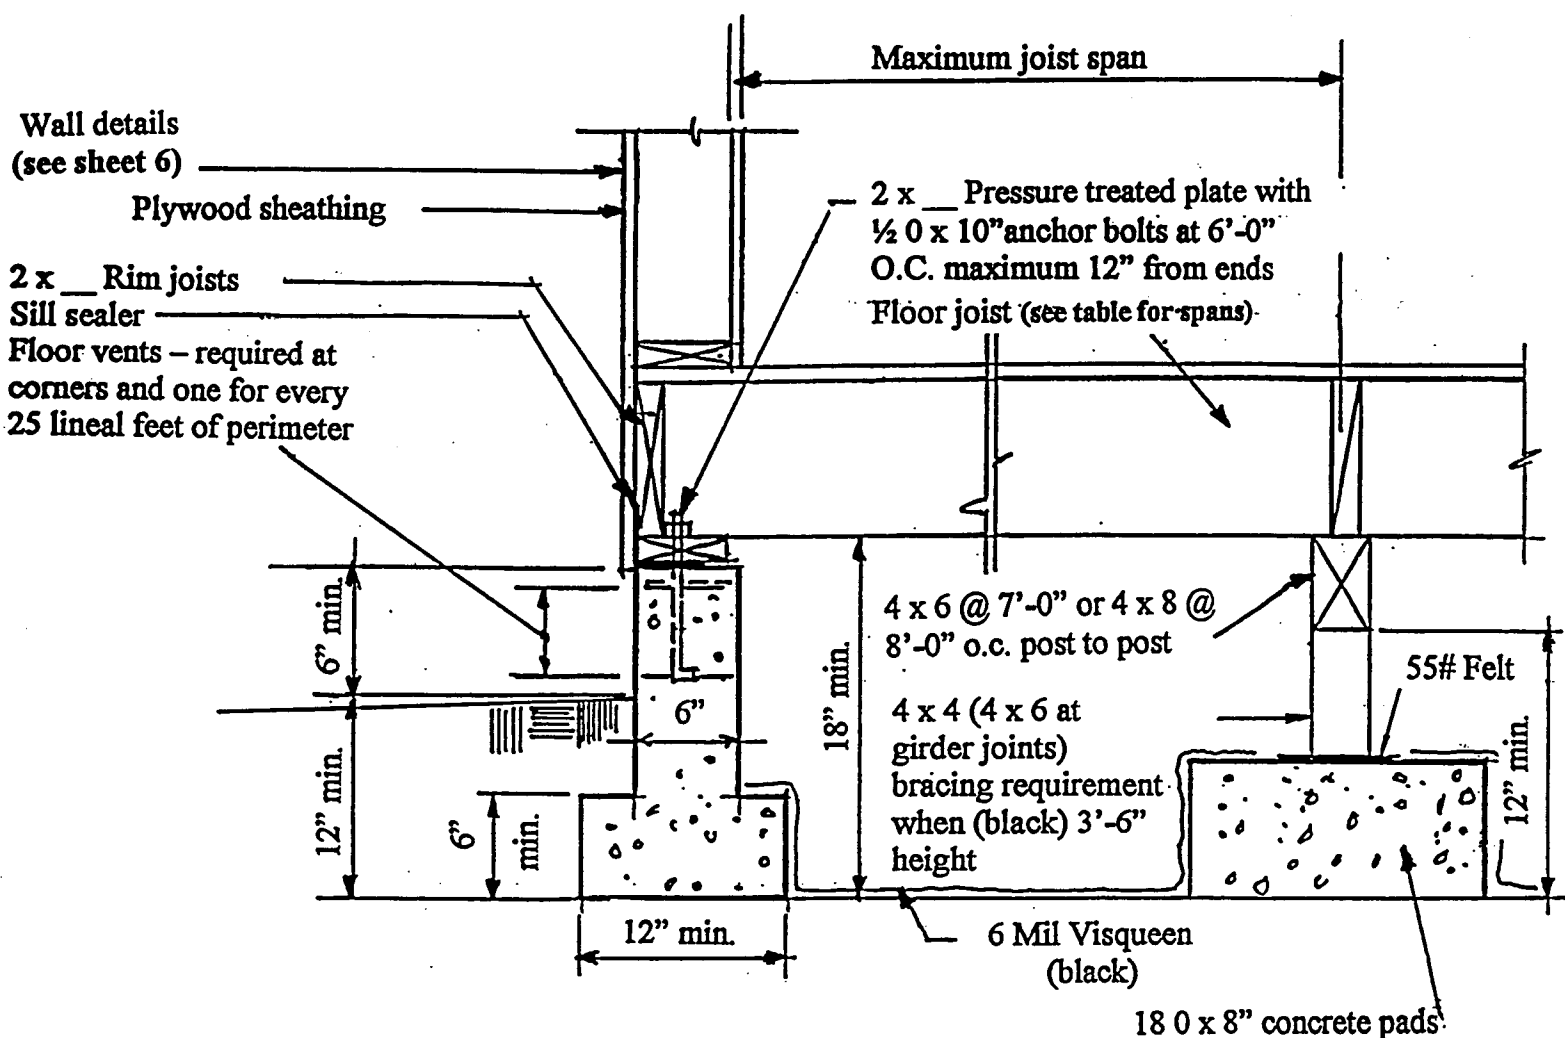 Maximum joist span
Wall details
(see sheet 6)
Plywood sheathing
2 x __ Rim joists
Sill sealer
Floor vents – required at
corners and one for every
25 lineal feet of perimeter
2 x __ Pressure treated plate with
½ 0 x 10”anchor bolts at 6’-0”
O.C. maximum 12” from ends
Floor joist (see table for spans)
6” min.
12” min.
6”
min.
6”
12” min.
18” min.
4 x 6 @ 7’-0” or 4 x 8 @
8’-0” o.c. post to post
4 x 4 (4 x 6 at
girder joints)
bracing requirement
when (black) 3’-6”
height
55# Felt
12” min.
6 Mil Visqueen
(black)
18 0 x 8” concrete pads